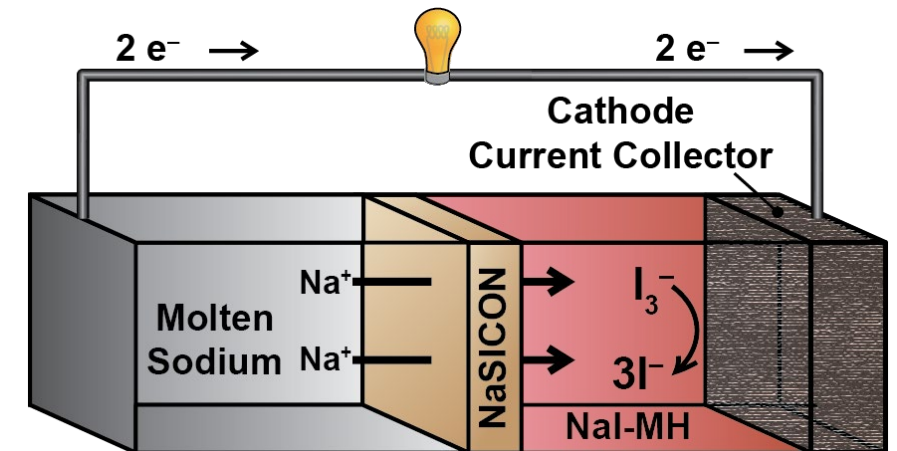 2 e⁻
2 e⁻
Cathode
Current Collector
Na⁺
I₃⁻
Molten
Sodium
Na⁺
NaSICON
3I⁻
NaI-MH